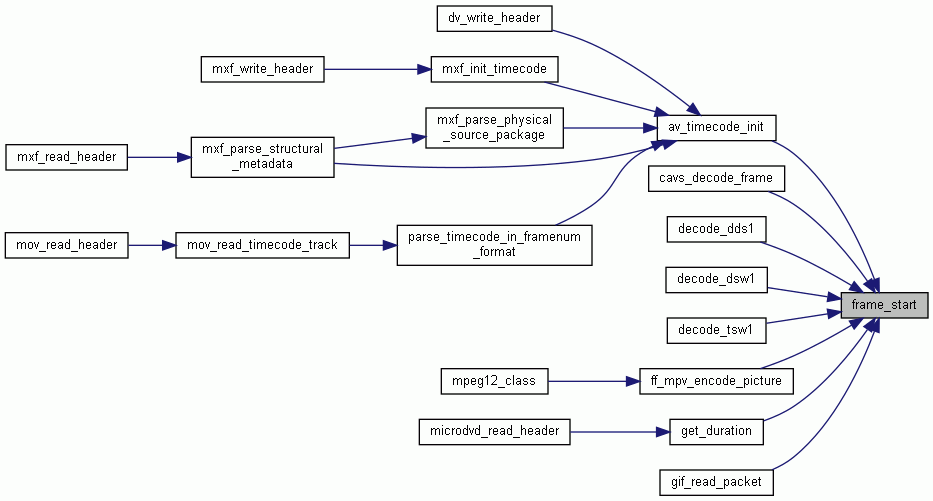 dv_write_header
mxf_write_header
mxf_init_timecode
mxf_parse_physical
_source_package
av_timecode_init
mxf_read_header
mxf_parse_structural
_metadata
cavs_decode_frame
decode_dds1
mov_read_header
mov_read_timecode_track
parse_timecode_in_framenum
_format
decode_dsw1
frame_start
decode_tsw1
mpeg12_class
ff_mpv_encode_picture
microdvd_read_header
get_duration
gif_read_packet